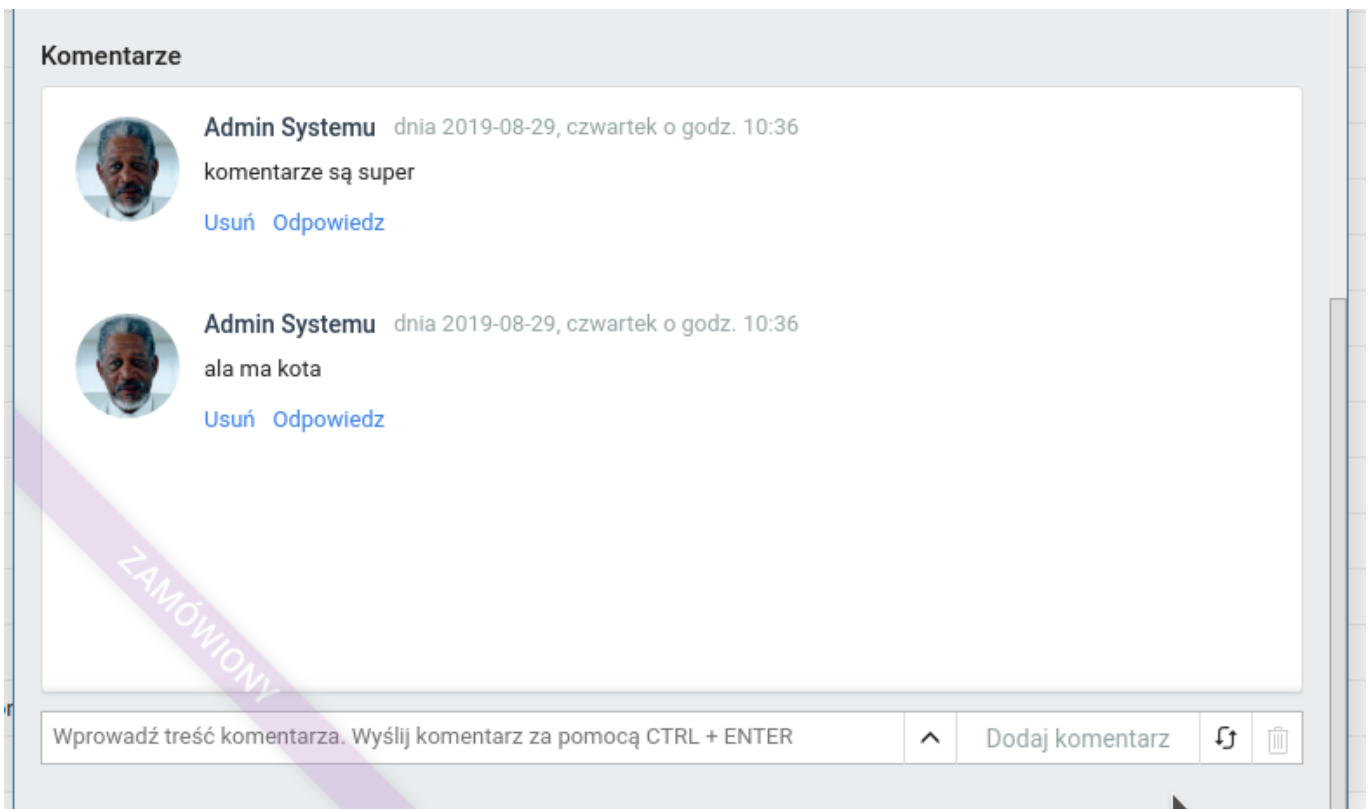 Komentarze
Admin Systemu dnia 2019-08-29, czwartek o godz. 10:36
komentarze są super
Usuń Odpowiedz
Admin Systemu dnia 2019-08-29, czwartek o godz. 10:36
ala ma kota
Usuń Odpowiedz
ZAMÓWIONY
Wprowadź treść komentarza. Wyślij komentarz za pomocą CTRL + ENTER Dodaj komentarz